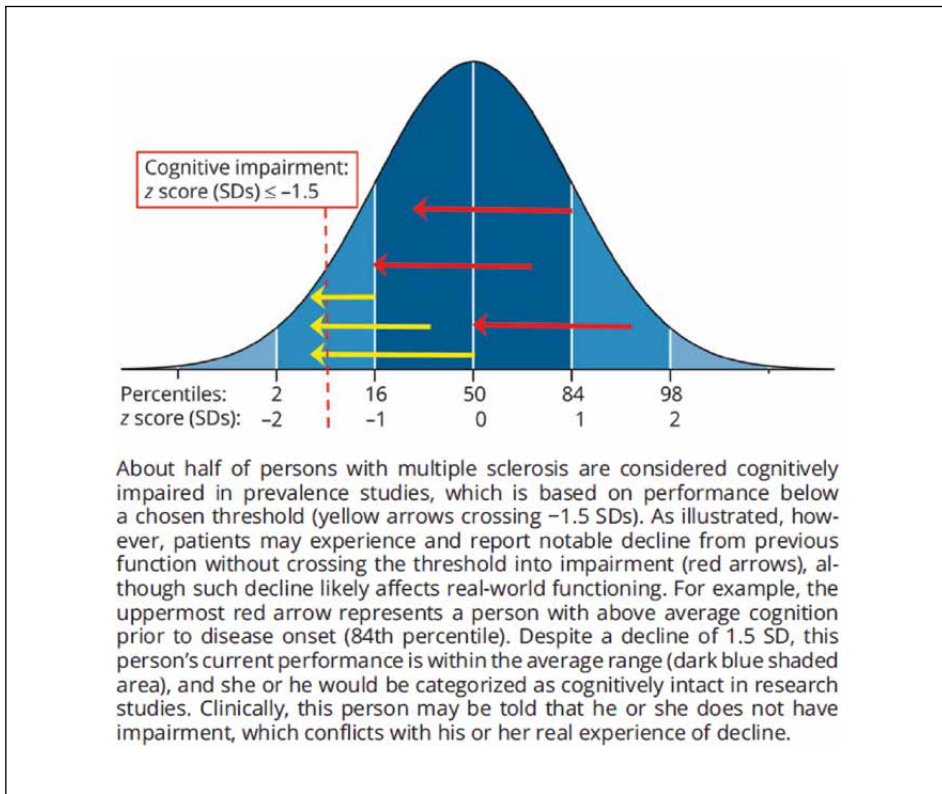 Cognitive impairment:
z score (SDs) ≤ −1.5
Percentiles: 2 16 50 84 98
z score (SDs): −2 −1 0 1 2
About half of persons with multiple sclerosis are considered cognitively
impaired in prevalence studies, which is based on performance below
a chosen threshold (yellow arrows crossing −1.5 SDs). As illustrated, how-
ever, patients may experience and report notable decline from previous
function without crossing the threshold into impairment (red arrows), al-
though such decline likely affects real-world functioning. For example, the
uppermost red arrow represents a person with above average cognition
prior to disease onset (84th percentile). Despite a decline of 1.5 SD, this
person’s current performance is within the average range (dark blue shaded
area), and she or he would be categorized as cognitively intact in research
studies. Clinically, this person may be told that he or she does not have
impairment, which conflicts with his or her real experience of decline.